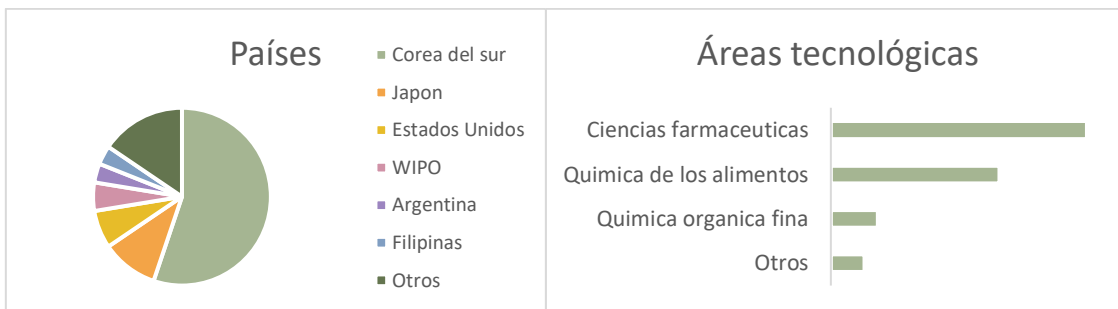 Países
Corea del sur
Japon
Estados Unidos
WIPO
Argentina
Filipinas
Otros
Áreas tecnológicas
Ciencias farmaceuticas
Quimica de los alimentos
Quimica organica fina
Otros